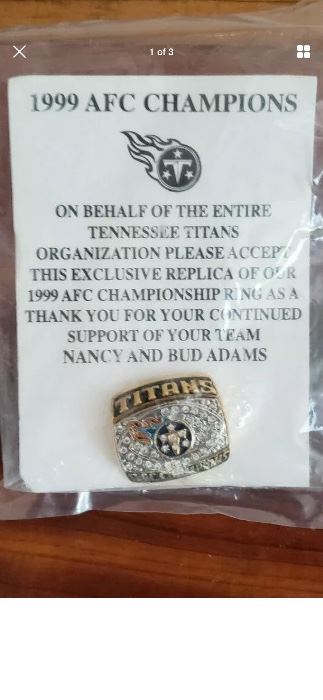 1 of 3
1999 AFC CHAMPIONS
T
ON BEHALF OF THE ENTIRE
TENNESSEE TITANS
ORGANIZATION PLEASE ACCEPT
THIS EXCLUSIVE REPLICA OF OUR
1999 AFC CHAMPIONSHIP RING AS A
THANK YOU FOR YOUR CONTINUED
SUPPORT OF YOUR TEAM
NANCY AND BUD ADAMS
TITANS